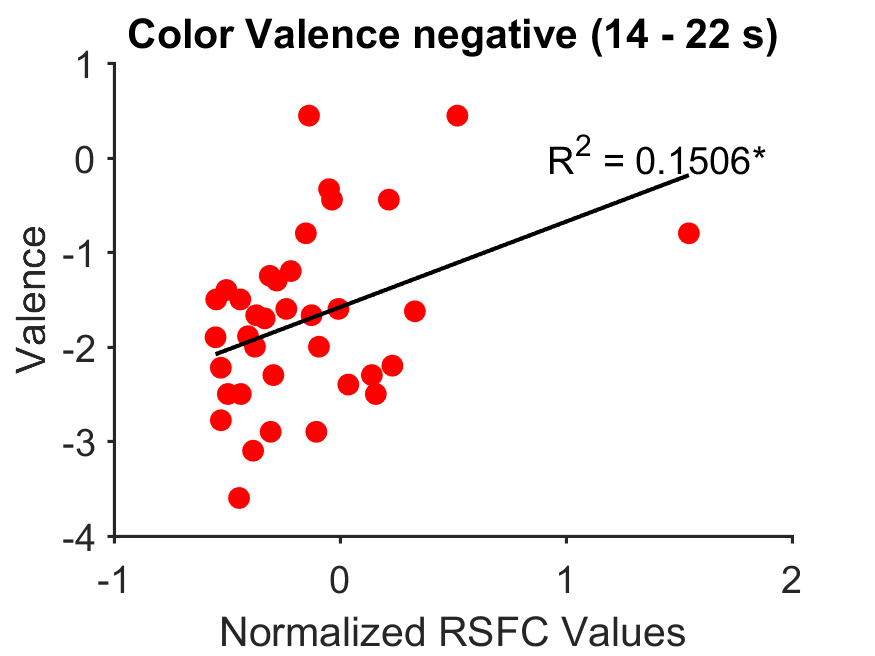 Color Valence negative (14 - 22 s)
1
0
-1
-2
-3
-4
Valence
R² = 0.1506*
-1 0 1 2
Normalized RSFC Values